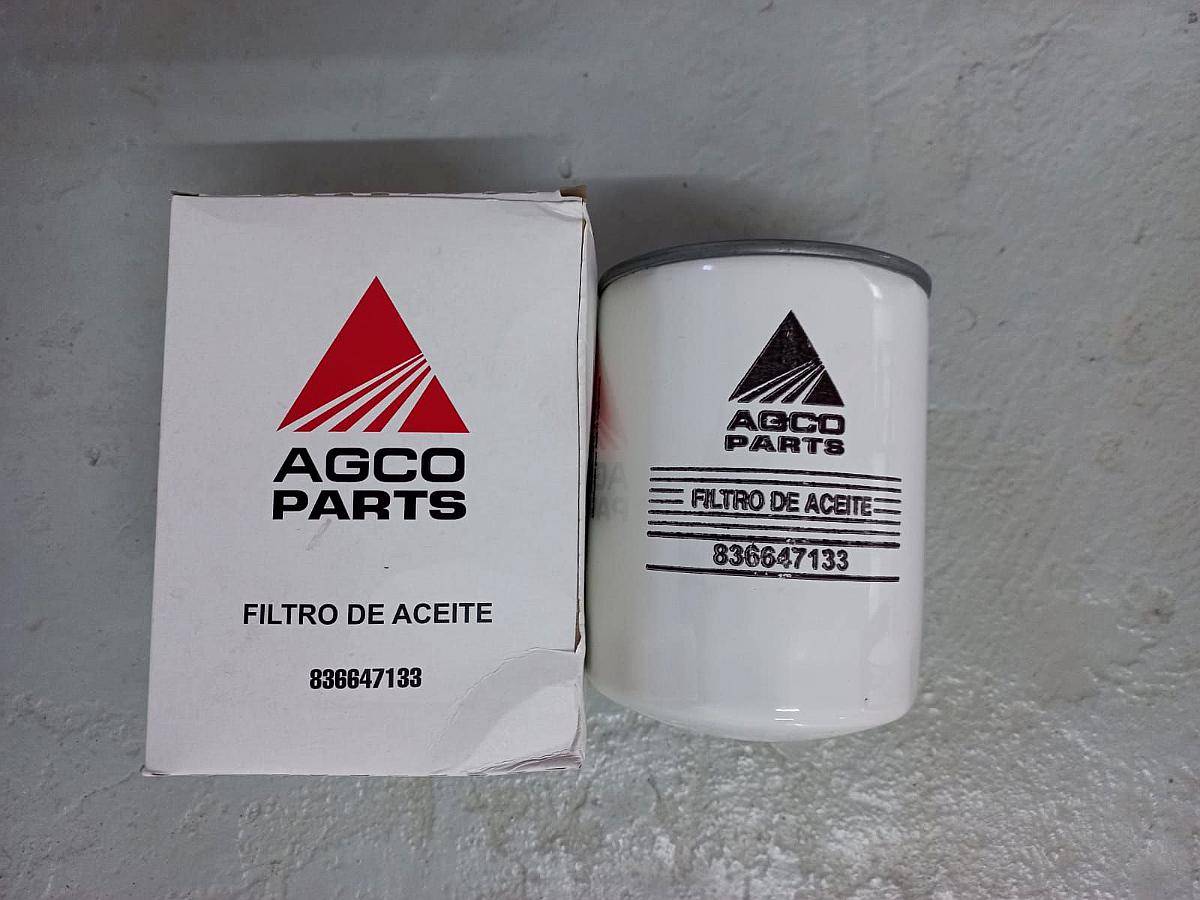 AGCO
PARTS
FILTRO DE ACEITE
836647133
AGCO
PARTS
FILTRO DE ACEITE
836647133